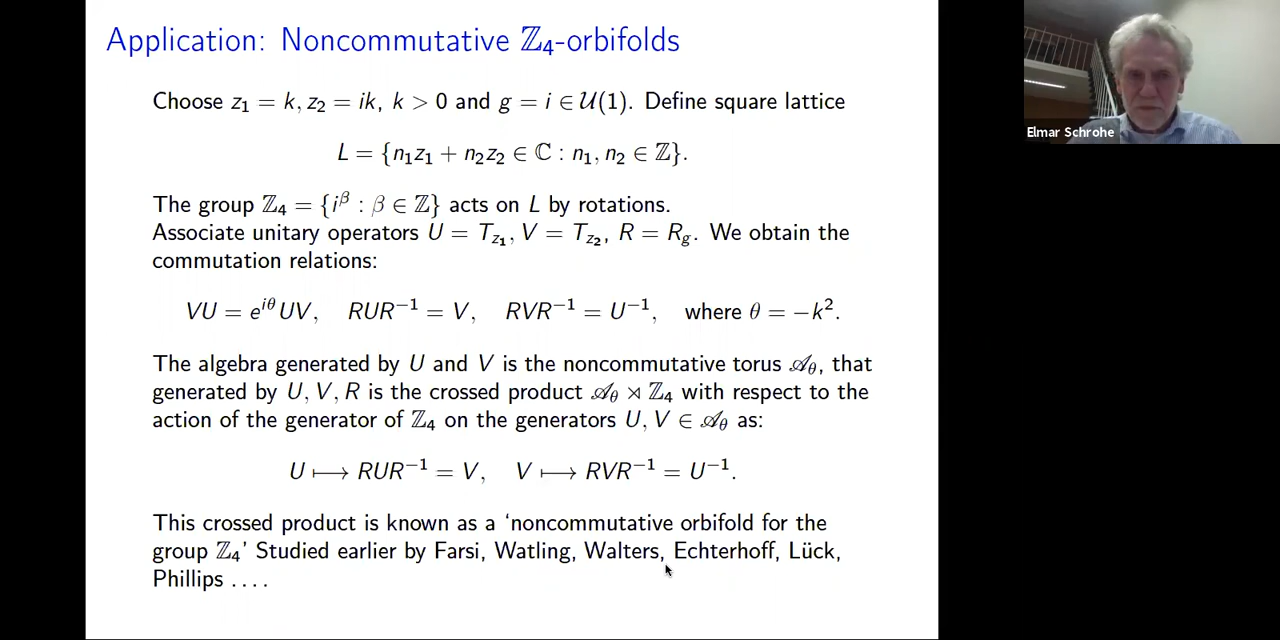 Application: Noncommutative ℤ₄-orbifolds
Choose z₁ = k, z₂ = ik, k > 0 and g = i ∈ 𝒰(1). Define square lattice
L = {n₁z₁ + n₂z₂ ∈ ℂ : n₁, n₂ ∈ ℤ}.
The group ℤ₄ = {i^β : β ∈ ℤ} acts on L by rotations.
Associate unitary operators U = T_{z₁}, V = T_{z₂}, R = R_g. We obtain the
commutation relations:
VU = e^{iθ}UV, RUR⁻¹ = V, RVR⁻¹ = U⁻¹, where θ = −k².
The algebra generated by U and V is the noncommutative torus 𝒜_θ, that
generated by U, V, R is the crossed product 𝒜_θ ⋊ ℤ₄ with respect to the
action of the generator of ℤ₄ on the generators U, V ∈ 𝒜_θ as:
U ⟼ RUR⁻¹ = V, V ⟼ RVR⁻¹ = U⁻¹.
This crossed product is known as a ‘noncommutative orbifold for the
group ℤ₄’ Studied earlier by Farsi, Watling, Walters, Echterhoff, Lück,
Phillips . . . .
Elmar Schrohe